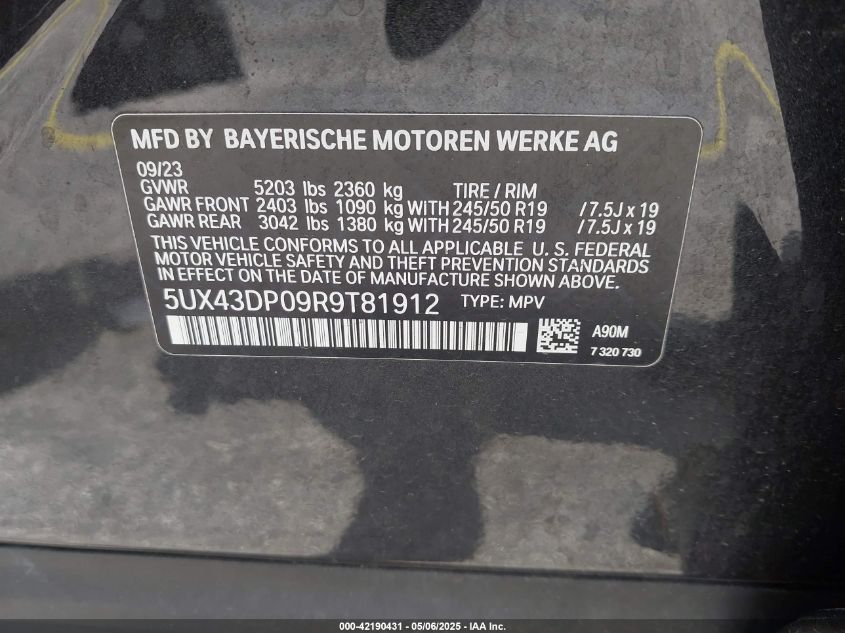 MFD BY BAYERISCHE MOTOREN WERKE AG
09/23
GVWR 5203 lbs 2360 kg TIRE / RIM
GAWR FRONT 2403 lbs 1090 kg WITH 245/50 R19 / 7.5J x 19
GAWR REAR 3042 lbs 1380 kg WITH 245/50 R19 / 7.5J x 19
THIS VEHICLE CONFORMS TO ALL APPLICABLE U. S. FEDERAL
MOTOR VEHICLE SAFETY AND THEFT PREVENTION STANDARDS
IN EFFECT ON THE DATE OF MANUFACTURE SHOWN ABOVE.
5UX43DP09R9T81912 TYPE: MPV
A90M
7 320 730
000-42190431 - 05/06/2025 - IAA Inc.